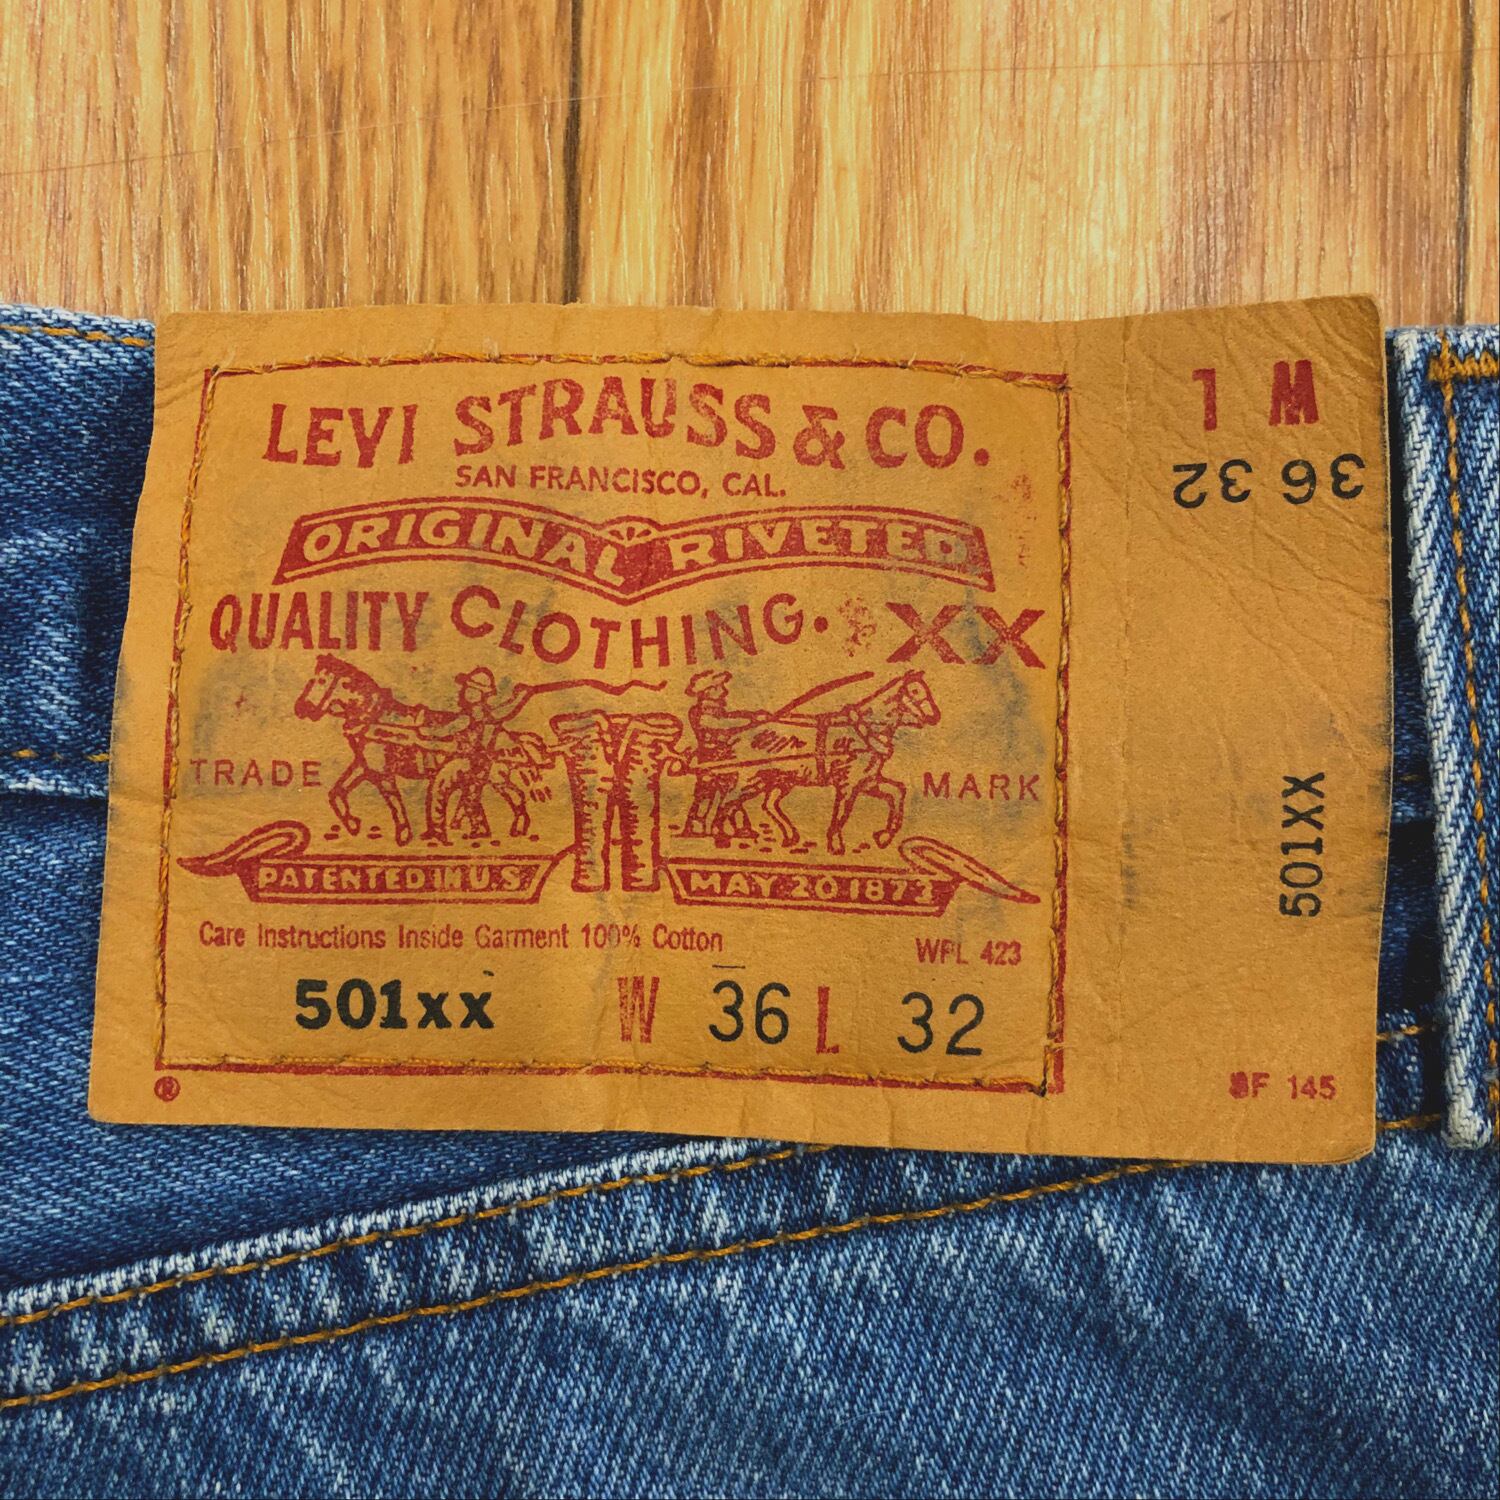 LEVI STRAUSS & CO.
SAN FRANCISCO, CAL.
ORIGINAL RIVETED
QUALITY CLOTHING. XX
TRADE MARK
PATENTED IN U.S. MAY 20 1873
Care Instructions Inside Garment 100% Cotton WPL 423
501xx W 36 L 32
®
1 M
36 32
501XX
SF 145